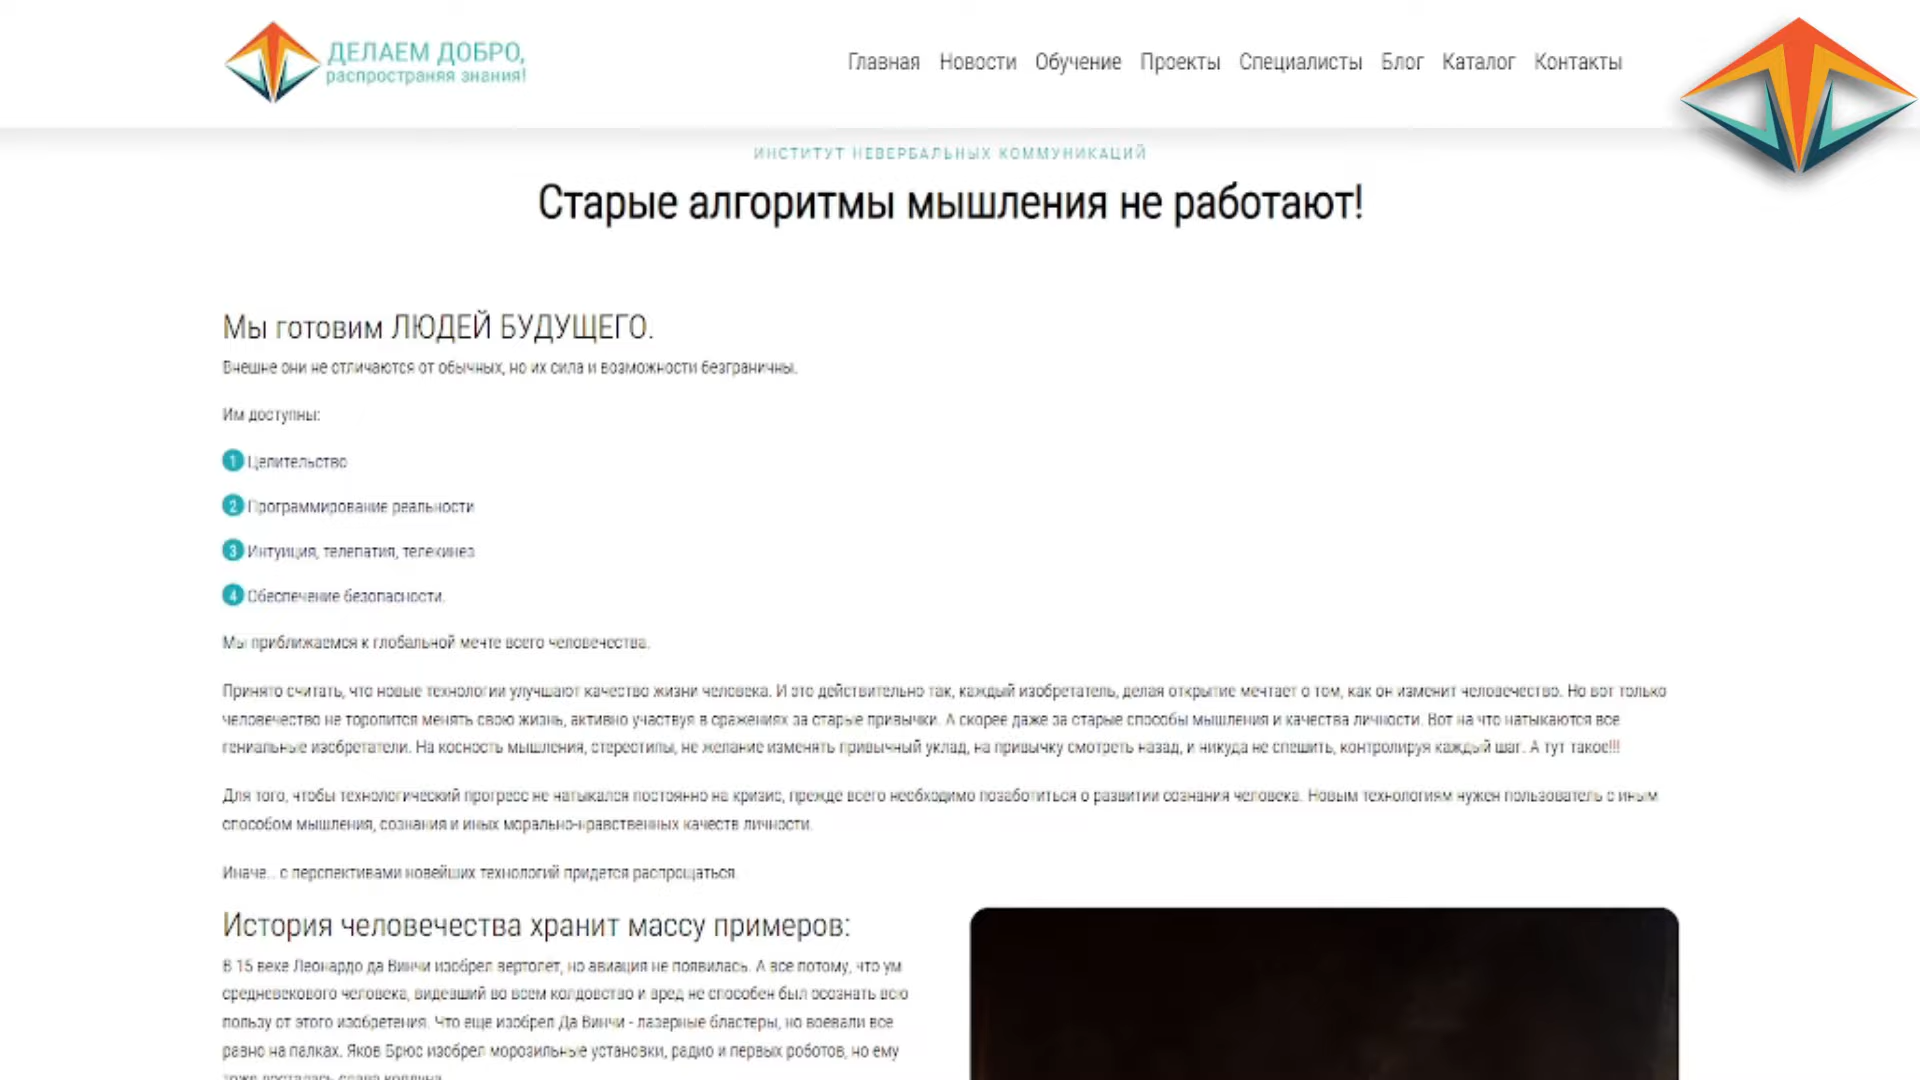 ДЕЛАЕМ ДОБРО,
распространяя знания!
Главная Новости Обучение Проекты Специалисты Блог Каталог Контакты
ИНСТИТУТ НЕВЕРБАЛЬНЫХ КОММУНИКАЦИЙ
Старые алгоритмы мышления не работают!
Мы готовим ЛЮДЕЙ БУДУЩЕГО.
Внешне они не отличаются от обычных, но их сила и возможности безграничны.
Им доступны:
1 Целительство
2 Программирование реальности
3 Интуиция, телепатия, телекинез
4 Обеспечение безопасности.
Мы приближаемся к глобальной мечте всего человечества.
Принято считать, что новые технологии улучшают качество жизни человека. И это действительно так, каждый изобретатель, делая открытие мечтает о том, как он изменит человечество. Но вот только
человечество не торопится менять свою жизнь, активно участвуя в сражениях за старые привычки. А скорее даже за старые способы мышления и качества личности. Вот на что натыкаются все
гениальные изобретатели. На косность мышления, стерестипы, не желание изменять привычный уклад, на привычку смотреть назад, и никуда не спешить, контролируя каждый шаг. А тут такое!!!
Для того, чтобы технологический прогресс не натыкался постоянно на кризис, прежде всего необходимо позаботиться о развитии сознания человека. Новым технологиям нужен пользователь с иным
способом мышления, сознания и иных морально-нравственных качеств личности.
Иначе... с перспективами новейших технологий придется распрощаться.
История человечества хранит массу примеров:
В 15 веке Леонардо да Винчи изобрел вертолет, но авиация не появилась. А все потому, что ум
средневекового человека, видевший во всем колдовство и вред не способен был осознать всю
пользу от этого изобретения. Что еще изобрел Да Винчи - лазерные бластеры, но воевали все
равно на палках. Яков Брюс изобрел морозильные установки, радио и первых роботов, но ему